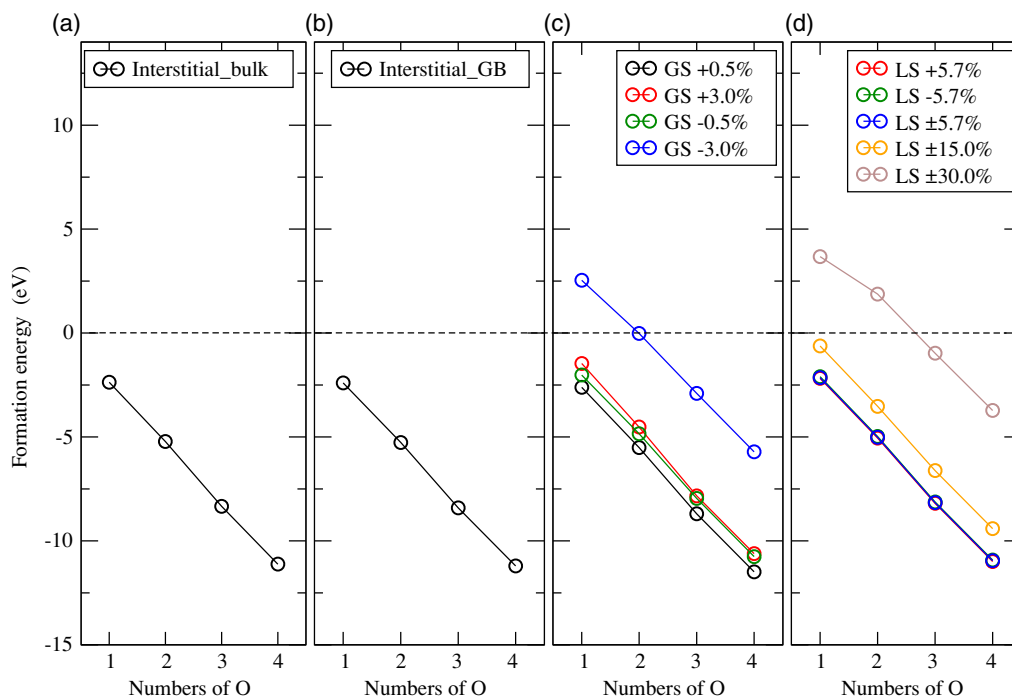 (a)
(b)
(c)
(d)
Interstitial_bulk
Interstitial_GB
GS +0.5%
GS +3.0%
GS -0.5%
GS -3.0%
LS +5.7%
LS -5.7%
LS ±5.7%
LS ±15.0%
LS ±30.0%
Formation energy (eV)
10
5
0
-5
-10
-15
1 2 3 4
1 2 3 4
1 2 3 4
1 2 3 4
Numbers of O
Numbers of O
Numbers of O
Numbers of O